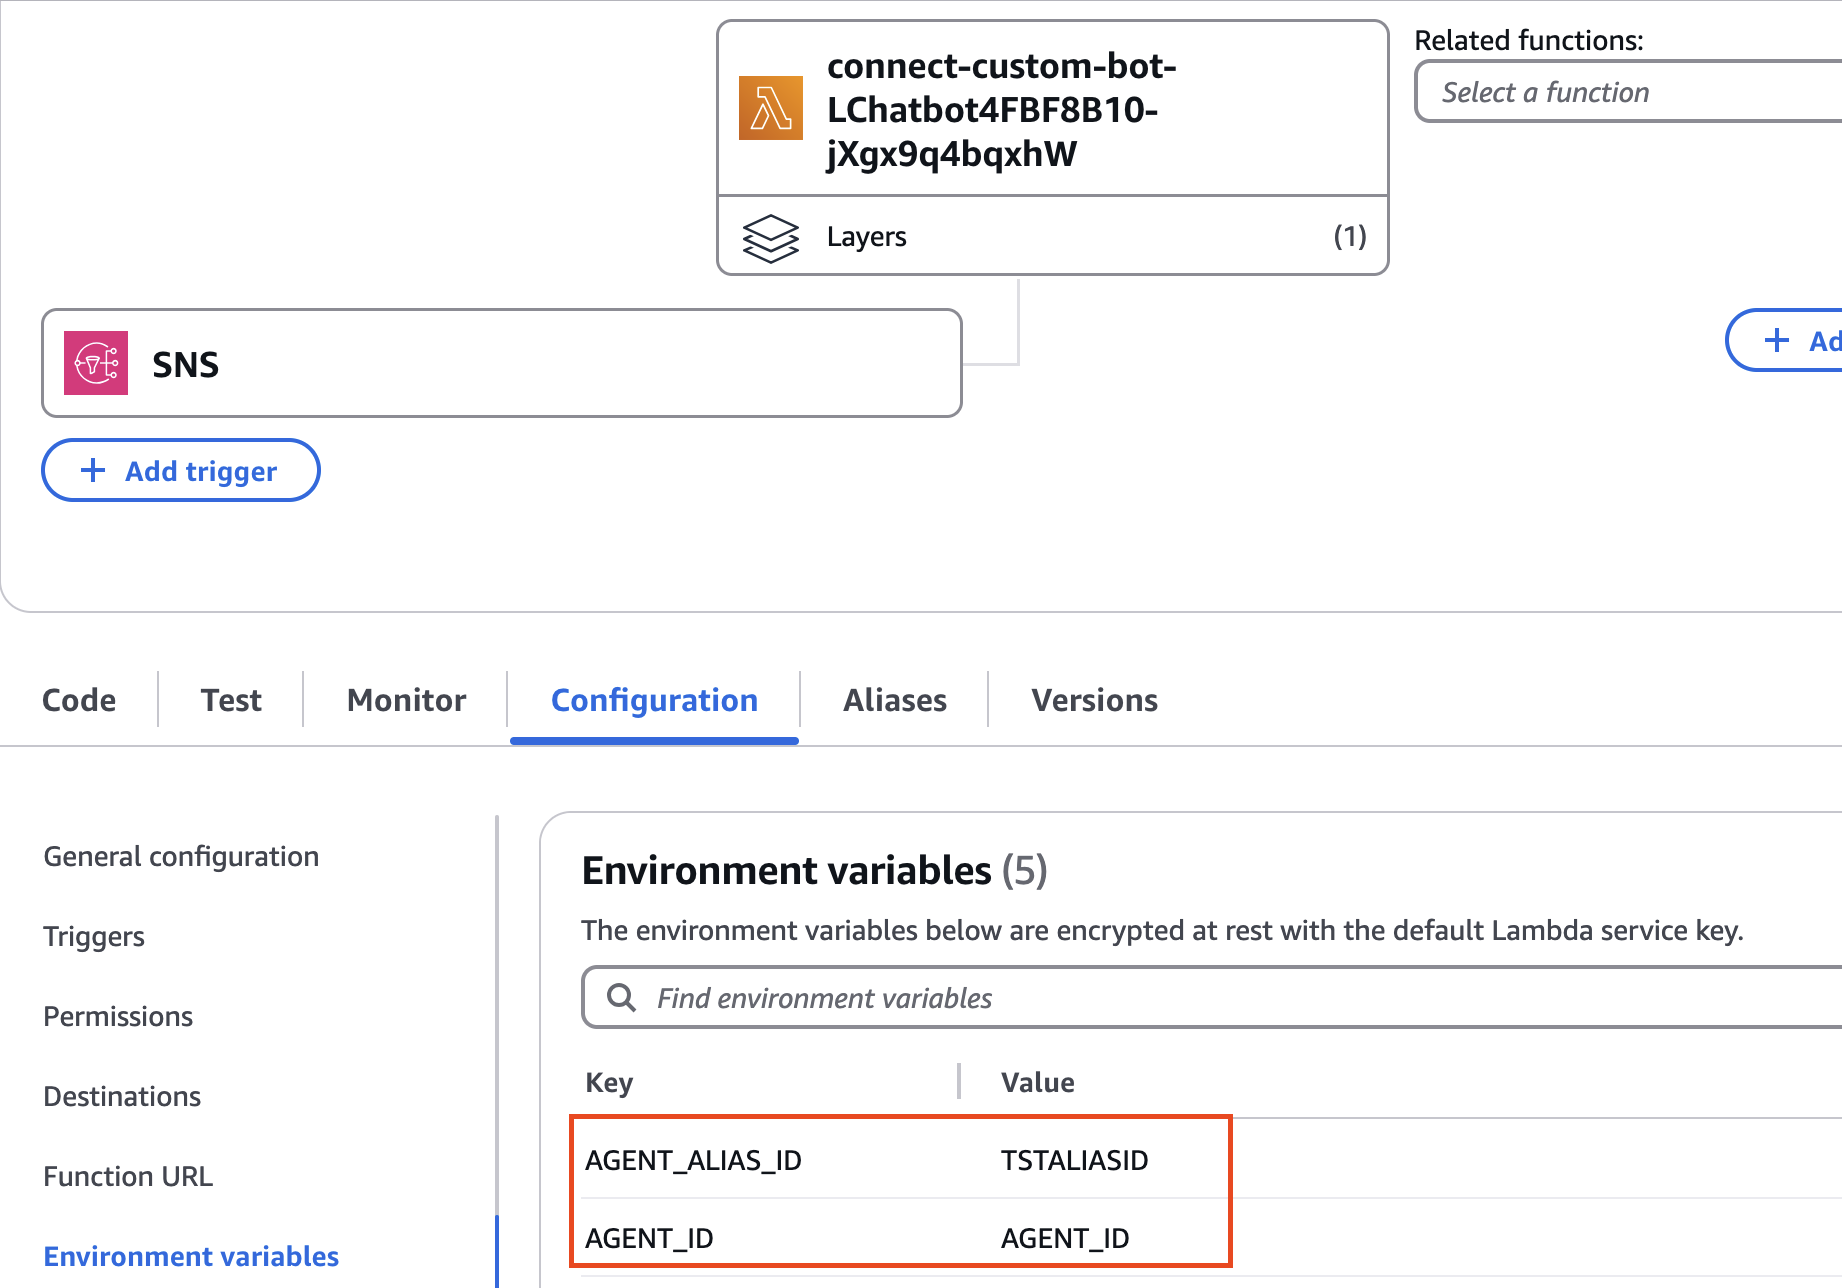 connect-custom-bot-
LChatbot4FBF8B10-
jXgx9q4bqxhW
Layers (1)
Related functions:
Select a function
SNS
+ Add trigger
+ Ad
Code Test Monitor Configuration Aliases Versions
General configuration
Triggers
Permissions
Destinations
Function URL
Environment variables
Environment variables (5)
The environment variables below are encrypted at rest with the default Lambda service key.
Find environment variables
Key Value
AGENT_ALIAS_ID TSTALIASID
AGENT_ID AGENT_ID